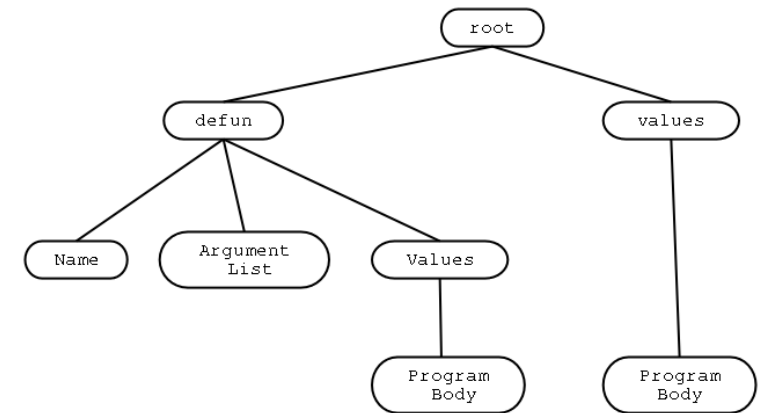 root
defun
values
Name
Argument
List
Values
Program
Body
Program
Body